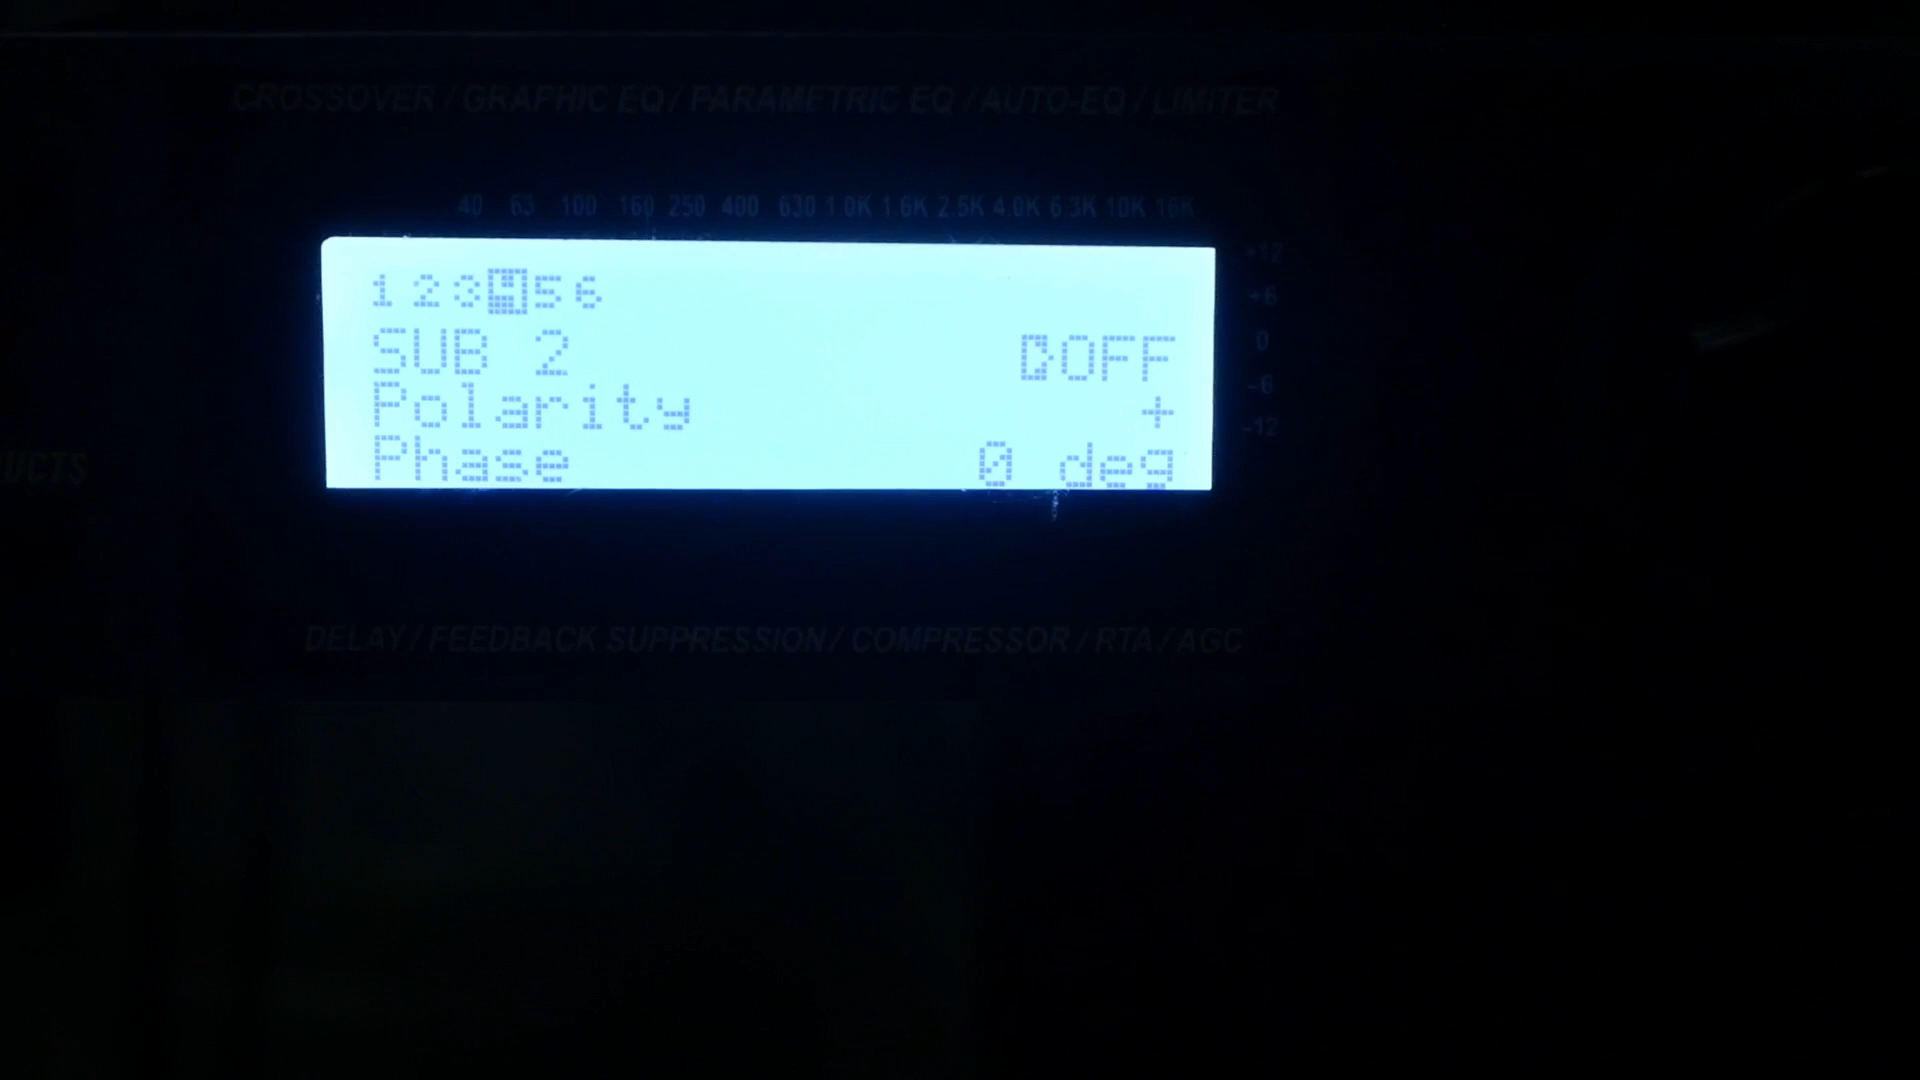 CROSSOVER / GRAPHIC EQ / PARAMETRIC EQ / AUTO-EQ / LIMITER
40 63 100 160 250 400 630 1.0K 1.6K 2.5K 4.0K 6.3K 10K 16K
+12
+6
0
-6
-12
123456
SUB 2 OFF
Polarity +
Phase 0 deg
UCTS
DELAY / FEEDBACK SUPPRESSION / COMPRESSOR / RTA / AGC